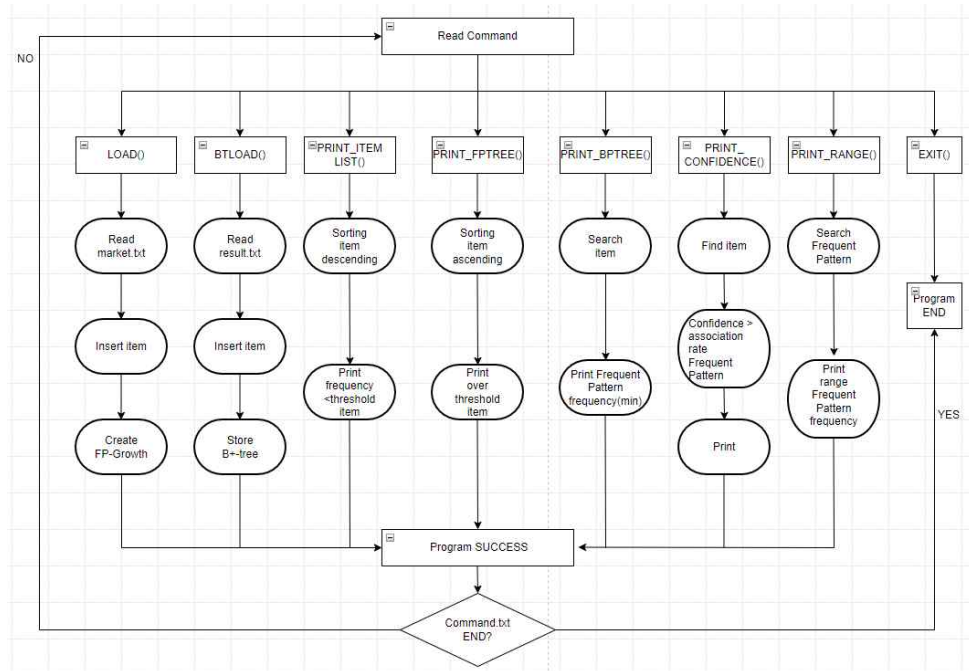 Read Command
NO
LOAD()
BTLOAD()
PRINT_ITEM
LIST()
PRINT_FPTREE()
PRINT_BPTREE()
PRINT_
CONFIDENCE()
PRINT_RANGE()
EXIT()
Read
market.txt
Read
result.txt
Sorting
item
descending
Sorting
item
ascending
Search
item
Find item
Search
Frequent
Pattern
Program
END
Insert item
Insert item
Print
frequency
<threshold
item
Print
over
threshold
item
Print Frequent
Pattern
frequency(min)
Confidence >
association
rate
Frequent
Pattern
Print
range
Frequent
Pattern
frequency
YES
Create
FP-Growth
Store
B+-tree
Print
Program SUCCESS
Command.txt
END?